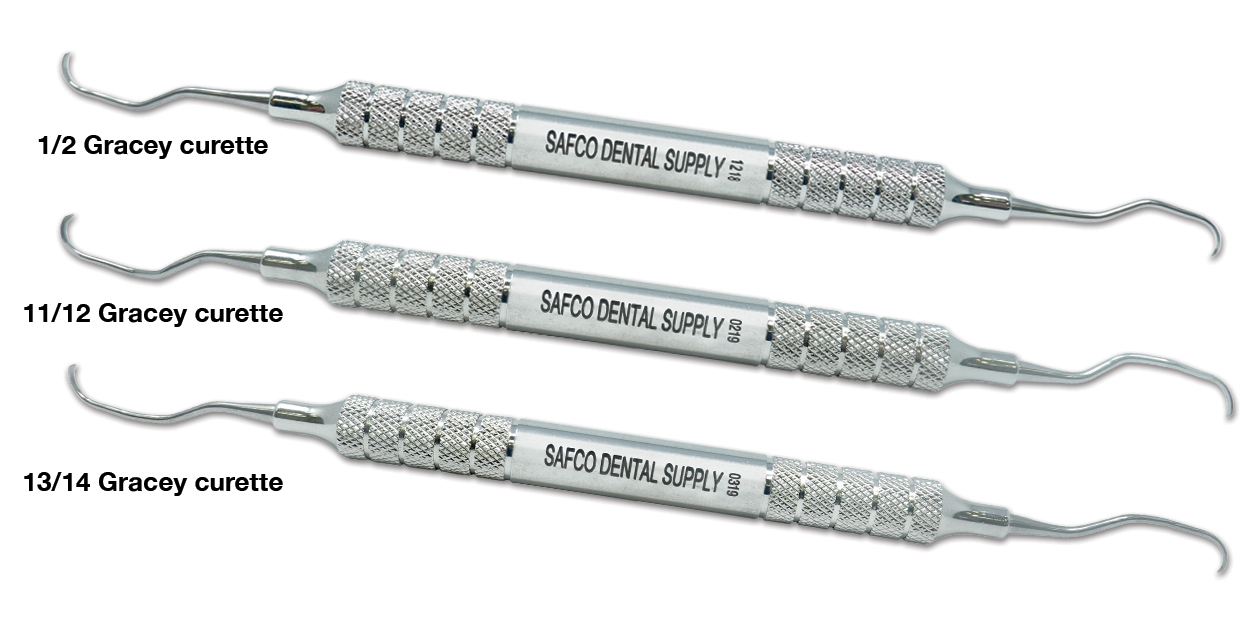 1/2 Gracey curette
SAFCO DENTAL SUPPLY 1218
11/12 Gracey curette
SAFCO DENTAL SUPPLY 0219
13/14 Gracey curette
SAFCO DENTAL SUPPLY 0319